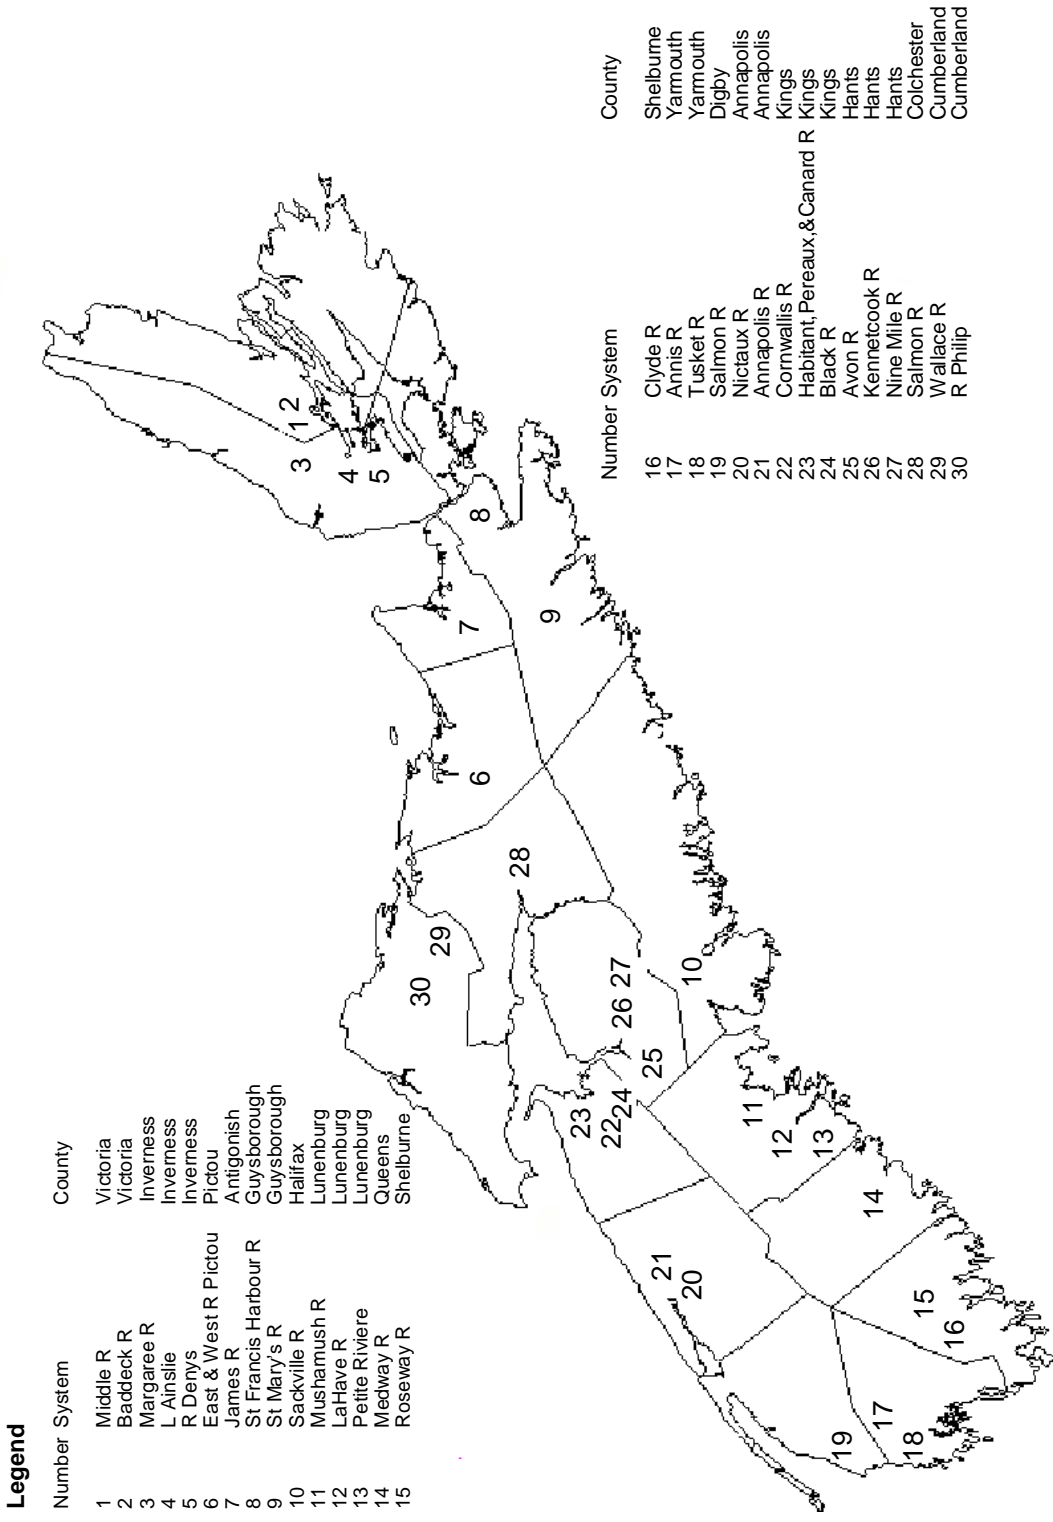 Legend
Number System County
1 Middle R Victoria
2 Baddeck R Victoria
3 Margaree R Inverness
4 L Ainslie Inverness
5 R Denys Inverness
6 East & West R Pictou Pictou
7 James R Antigonish
8 St Francis Harbour R Guysborough
9 St Mary's R Guysborough
10 Sackville R Halifax
11 Mushamush R Lunenburg
12 LaHave R Lunenburg
13 Petite Riviere Lunenburg
14 Medway R Queens
15 Roseway R Shelburne
Number System County
16 Clyde R Shelburne
17 Annis R Yarmouth
18 Tusket R Yarmouth
19 Salmon R Digby
20 Nictaux R Annapolis
21 Annapolis R Annapolis
22 Cornwallis R Kings
23 Habitant,Pereaux,&Canard R Kings
24 Black R Kings
25 Avon R Hants
26 Kennetcook R Hants
27 Nine Mile R Hants
28 Salmon R Colchester
29 Wallace R Cumberland
30 R Philip Cumberland
1 2
3
4
5
6
7
8
9
10
11
12
13
14
15
16
17
18
19
20
21
22
23
24
25
26
27
28
29
30